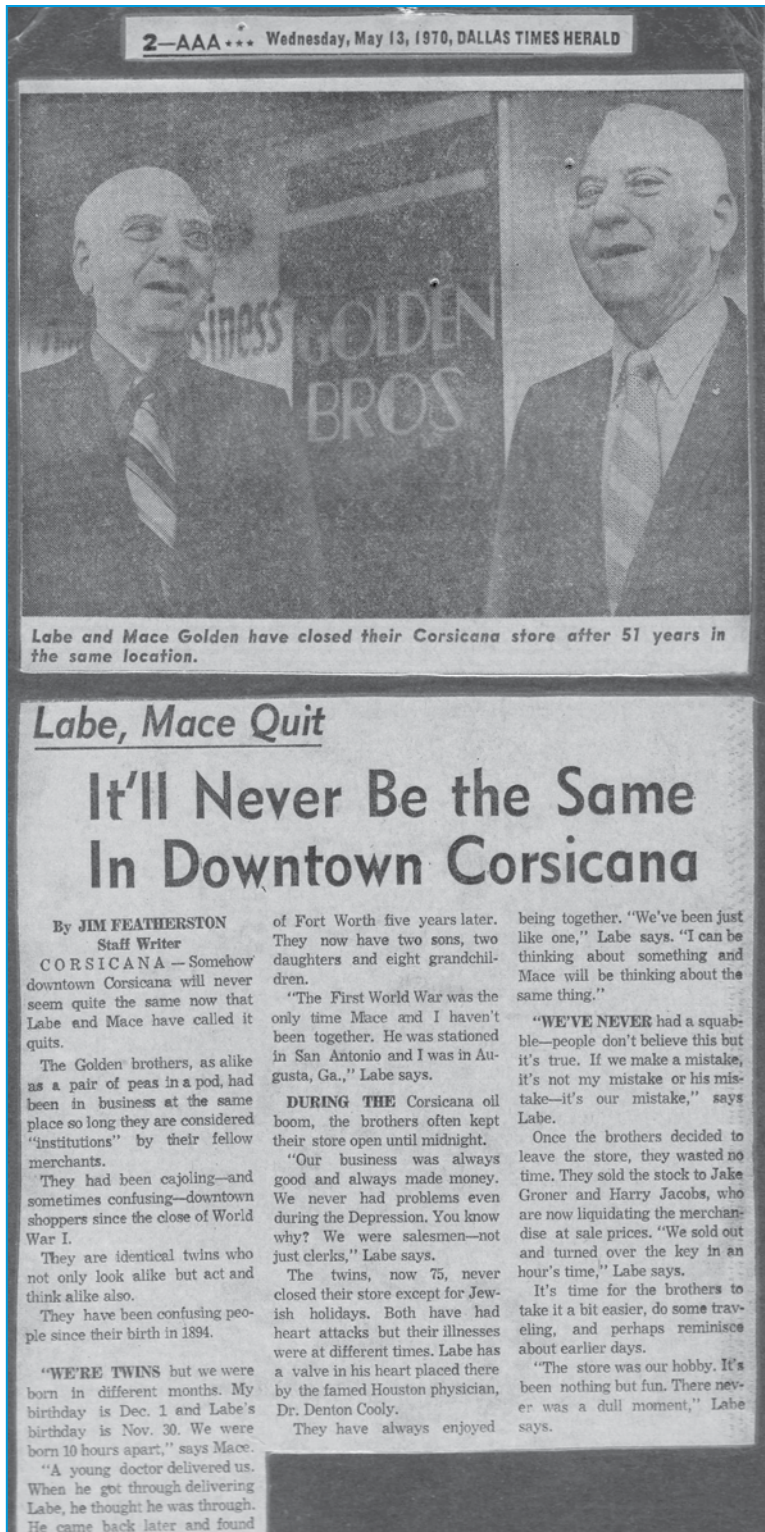 2—AAA ★★★ Wednesday, May 13, 1970, DALLAS TIMES HERALD
siness
GOLDEN
BROS
Labe and Mace Golden have closed their Corsicana store after 51 years in
the same location.
Labe, Mace Quit
It'll Never Be the Same
In Downtown Corsicana
By JIM FEATHERSTON
Staff Writer
CORSICANA — Somehow
downtown Corsicana will never
seem quite the same now that
Labe and Mace have called it
quits.
The Golden brothers, as alike
as a pair of peas in a pod, had
been in business at the same
place so long they are considered
“institutions” by their fellow
merchants.
They had been cajoling—and
sometimes confusing—downtown
shoppers since the close of World
War I.
They are identical twins who
not only look alike but act and
think alike also.
They have been confusing peo-
ple since their birth in 1894.
“WE'RE TWINS but we were
born in different months. My
birthday is Dec. 1 and Labe's
birthday is Nov. 30. We were
born 10 hours apart,” says Mace.
“A young doctor delivered us.
When he got through delivering
Labe, he thought he was through.
He came back later and found
of Fort Worth five years later.
They now have two sons, two
daughters and eight grandchil-
dren.
“The First World War was the
only time Mace and I haven't
been together. He was stationed
in San Antonio and I was in Au-
gusta, Ga.,” Labe says.
DURING THE Corsicana oil
boom, the brothers often kept
their store open until midnight.
“Our business was always
good and always made money.
We never had problems even
during the Depression. You know
why? We were salesmen—not
just clerks,” Labe says.
The twins, now 75, never
closed their store except for Jew-
ish holidays. Both have had
heart attacks but their illnesses
were at different times. Labe has
a valve in his heart placed there
by the famed Houston physician,
Dr. Denton Cooly.
They have always enjoyed
being together. “We've been just
like one,” Labe says. “I can be
thinking about something and
Mace will be thinking about the
same thing.”
“WE'VE NEVER had a squab-
ble—people don't believe this but
it's true. If we make a mistake,
it's not my mistake or his mis-
take—it's our mistake,” says
Labe.
Once the brothers decided to
leave the store, they wasted no
time. They sold the stock to Jake
Groner and Harry Jacobs, who
are now liquidating the merchan-
dise at sale prices. “We sold out
and turned over the key in an
hour's time,” Labe says.
It's time for the brothers to
take it a bit easier, do some trav-
eling, and perhaps reminisce
about earlier days.
“The store was our hobby. It's
been nothing but fun. There nev-
er was a dull moment,” Labe
says.